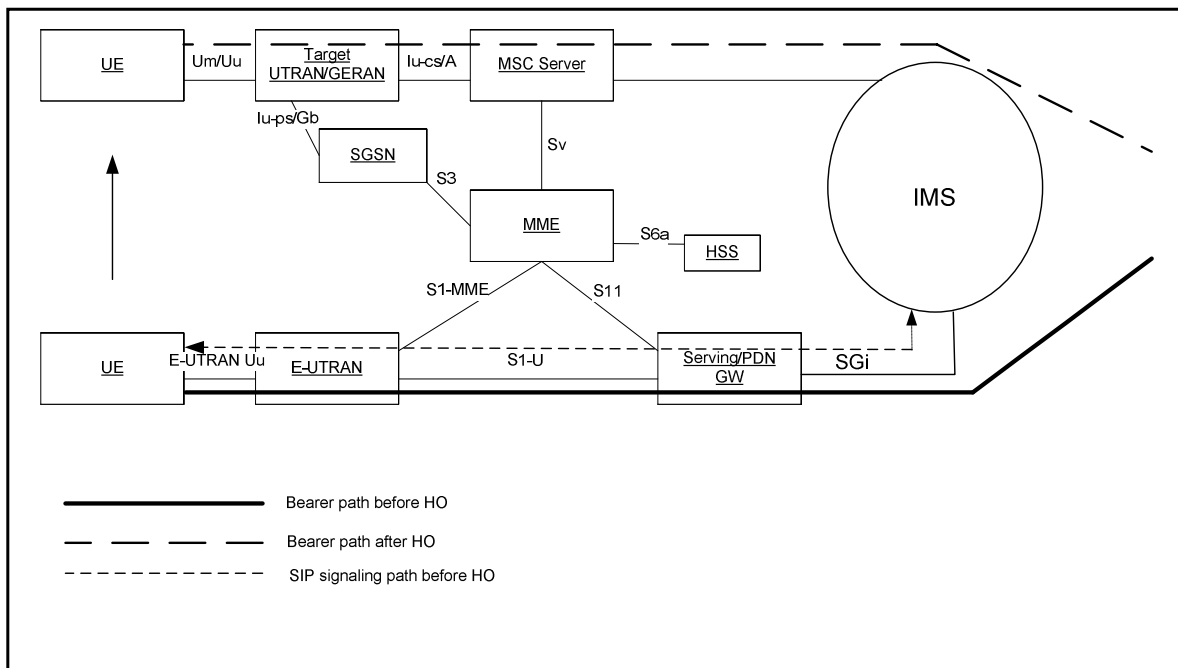 UE
Um/Uu
Target
UTRAN/GERAN
Iu-cs/A
MSC Server
Iu-ps/Gb
SGSN
Sv
S3
MME
IMS
S6a
HSS
S1-MME
S11
UE
E-UTRAN Uu
E-UTRAN
S1-U
Serving/PDN
GW
SGi
Bearer path before HO
Bearer path after HO
SIP signaling path before HO